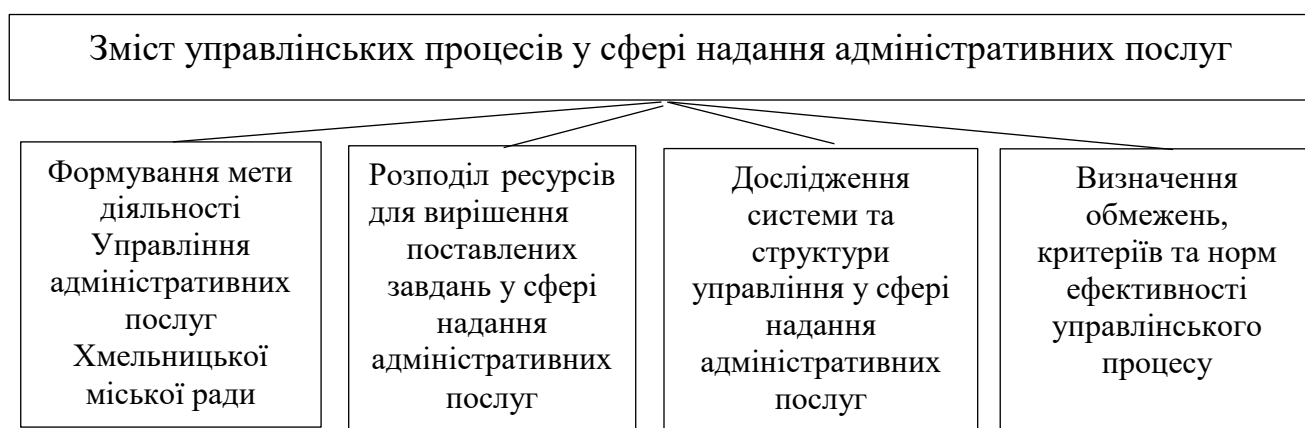 Зміст управлінських процесів у сфері надання адміністративних послуг
Формування мети
діяльності
Управління
адміністративних
послуг
Хмельницької
міської ради
Розподіл ресурсів
для вирішення
поставлених
завдань у сфері
надання
адміністративних
послуг
Дослідження
системи та
структури
управління у сфері
надання
адміністративних
послуг
Визначення
обмежень,
критеріїв та норм
ефективності
управлінського
процесу